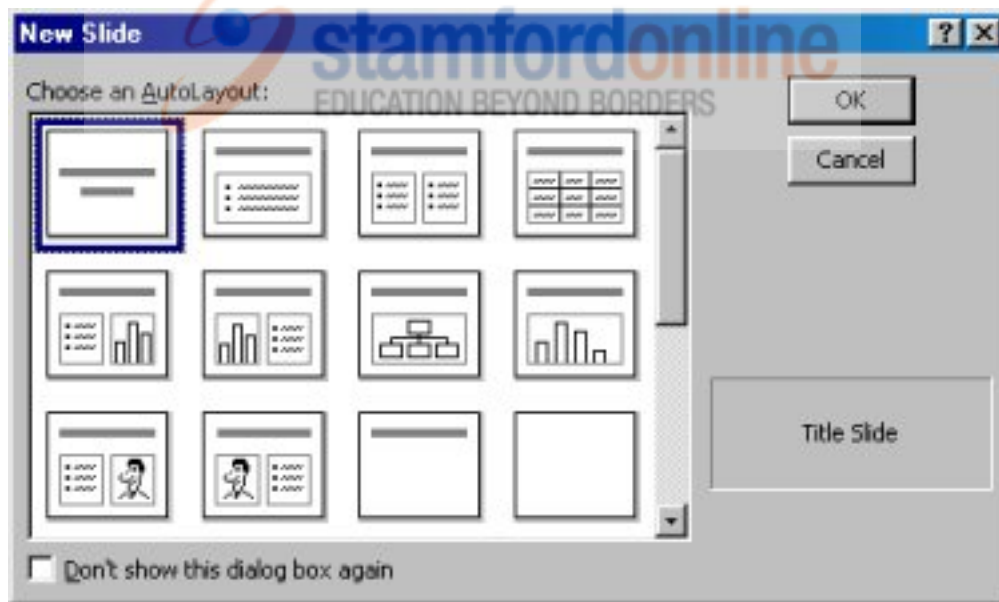 New Slide
stamfordonline
EDUCATION BEYOND BORDERS
Choose an AutoLayout:
OK
Cancel
Title Slide
Don't show this dialog box again